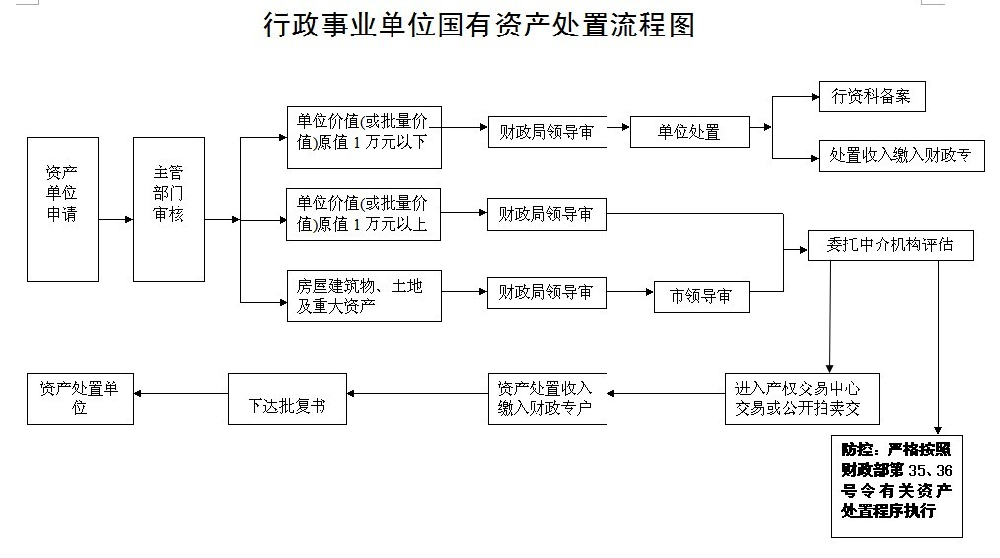 行政事业单位国有资产处置流程图
资产
单位
申请
主管
部门
审核
单位价值(或批量价
值)原值1万元以下
财政局领导审
单位处置
行资科备案
处置收入缴入财政专
单位价值(或批量价
值)原值1万元以上
财政局领导审
房屋建筑物、土地
及重大资产
财政局领导审
市领导审
委托中介机构评估
进入产权交易中心
交易或公开拍卖交
防控：严格按照
财政部第35、36
号令有关资产
处置程序执行
资产处置收入
缴入财政专户
下达批复书
资产处置单
位